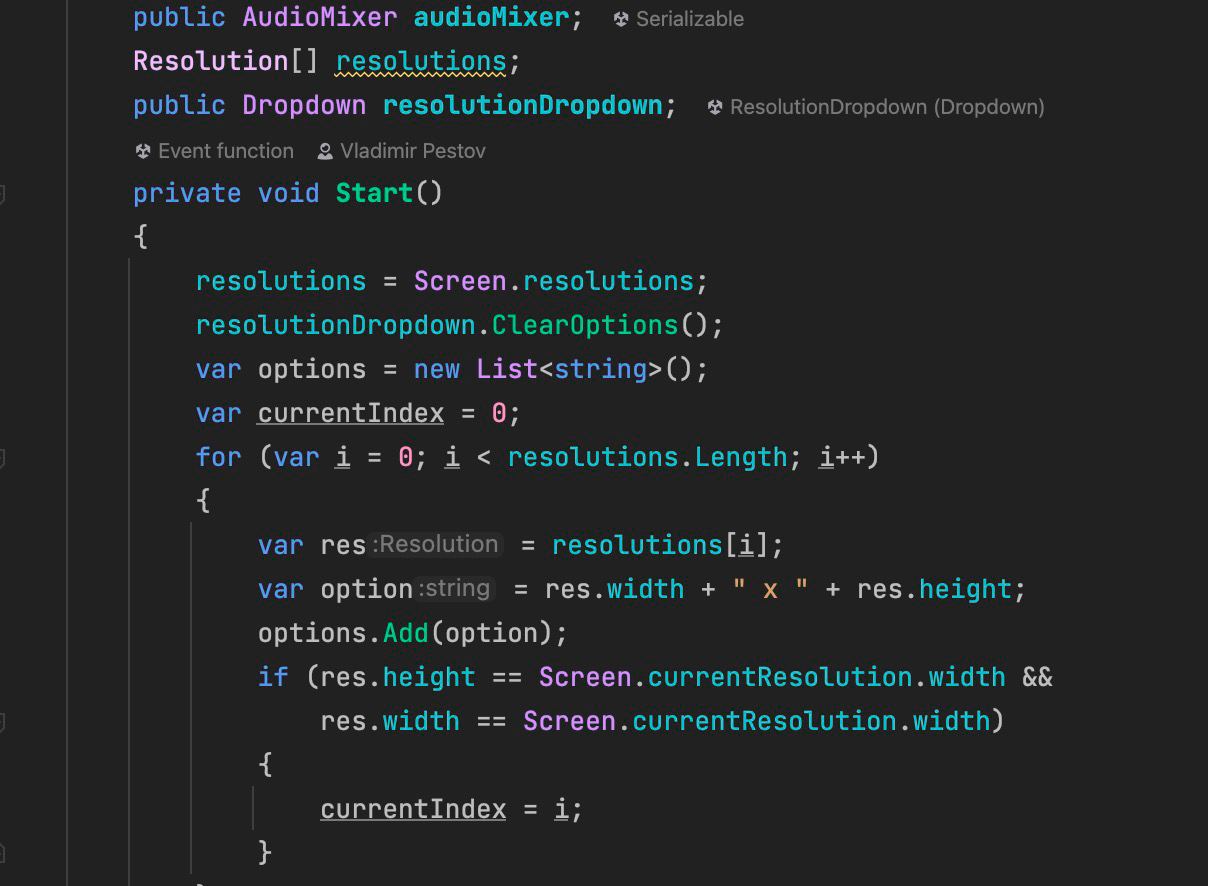 public AudioMixer audioMixer; Serializable
Resolution[] resolutions;
public Dropdown resolutionDropdown; ResolutionDropdown (Dropdown)
Event function Vladimir Pestov
private void Start()
{
resolutions = Screen.resolutions;
resolutionDropdown.ClearOptions();
var options = new List<string>();
var currentIndex = 0;
for (var i = 0; i < resolutions.Length; i++)
{
var res :Resolution = resolutions[i];
var option :string = res.width + " x " + res.height;
options.Add(option);
if (res.height == Screen.currentResolution.width &&
res.width == Screen.currentResolution.width)
{
currentIndex = i;
}